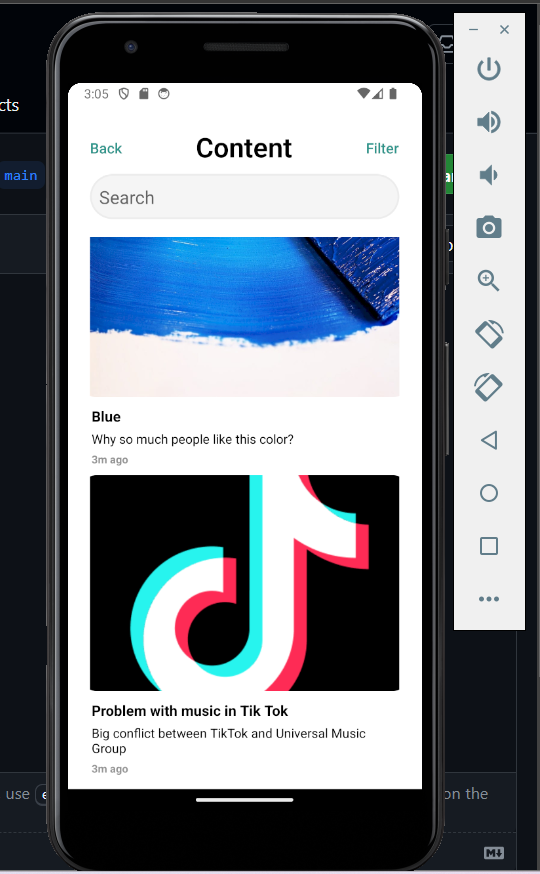 cts
main
3:05
Back
Content
Filter
Search
Blue
Why so much people like this color?
3m ago
Problem with music in Tik Tok
Big conflict between TikTok and Universal Music
Group
3m ago
use
on the